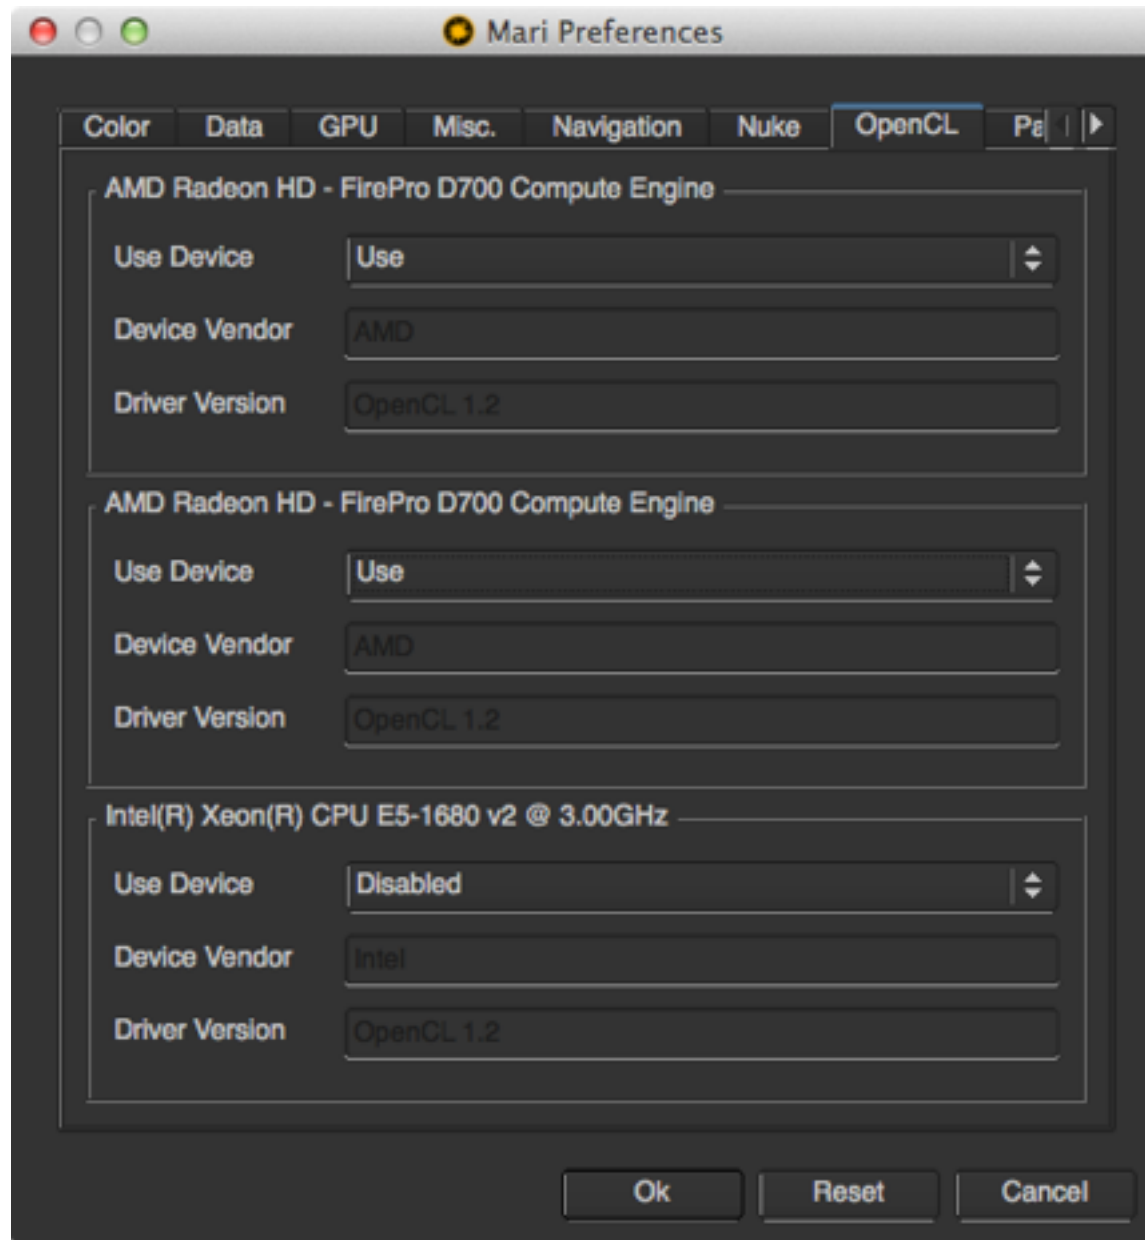 Mari Preferences
Color Data GPU Misc. Navigation Nuke OpenCL Pa
AMD Radeon HD - FirePro D700 Compute Engine
Use Device Use
Device Vendor AMD
Driver Version OpenCL 1.2
AMD Radeon HD - FirePro D700 Compute Engine
Use Device Use
Device Vendor AMD
Driver Version OpenCL 1.2
Intel(R) Xeon(R) CPU E5-1680 v2 @ 3.00GHz
Use Device Disabled
Device Vendor Intel
Driver Version OpenCL 1.2
Ok Reset Cancel